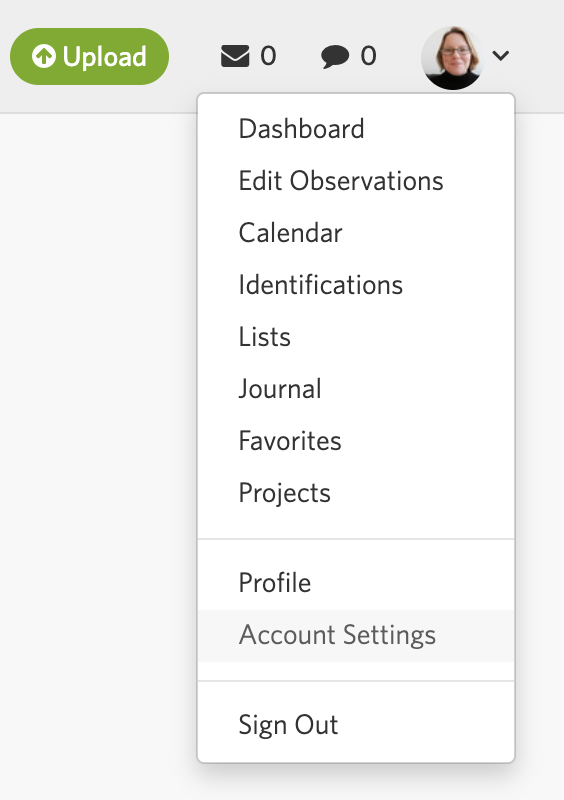 Upload 0 0
Dashboard
Edit Observations
Calendar
Identifications
Lists
Journal
Favorites
Projects
Profile
Account Settings
Sign Out